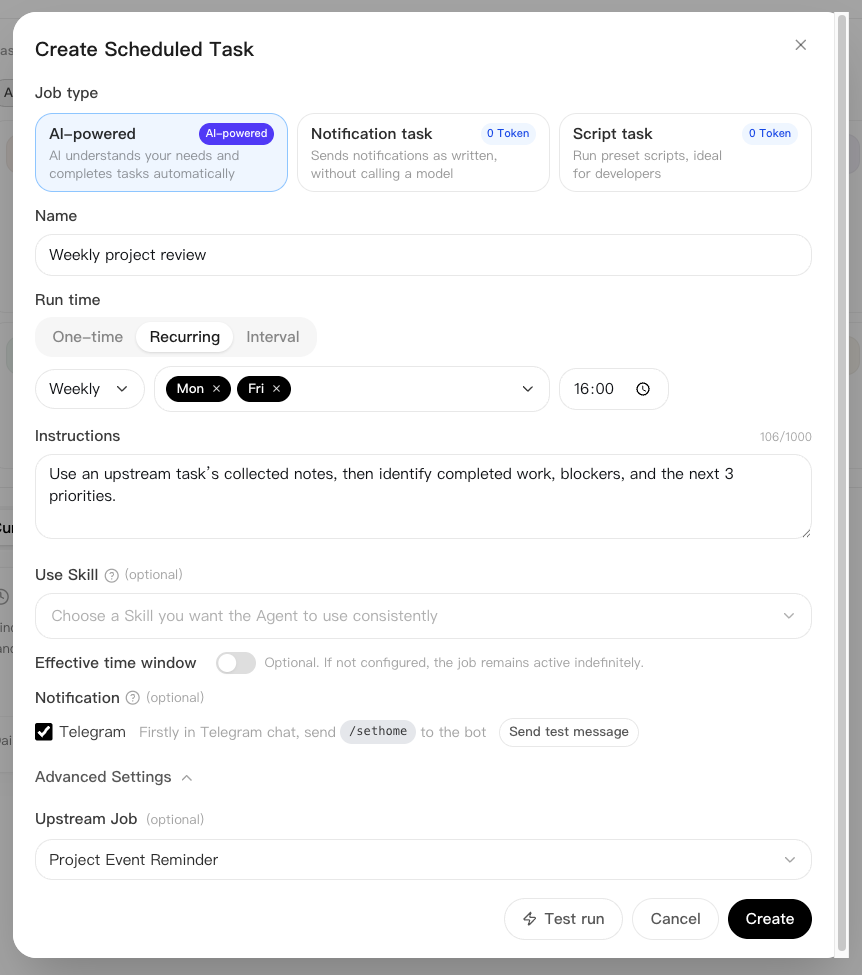 Create Scheduled Task
Job type
AI-powered
AI-powered
AI understands your needs and
completes tasks automatically
Notification task
0 Token
Sends notifications as written,
without calling a model
Script task
0 Token
Run preset scripts, ideal
for developers
Name
Weekly project review
Run time
One-time
Recurring
Interval
Weekly
Mon ×
Fri ×
16:00
Instructions
106/1000
Use an upstream task's collected notes, then identify completed work, blockers, and the next 3
priorities.
Use Skill ? (optional)
Choose a Skill you want the Agent to use consistently
Effective time window
Optional. If not configured, the job remains active indefinitely.
Notification ? (optional)
Telegram
Firstly in Telegram chat, send /sethome to the bot
Send test message
Advanced Settings
Upstream Job (optional)
Project Event Reminder
Test run
Cancel
Create